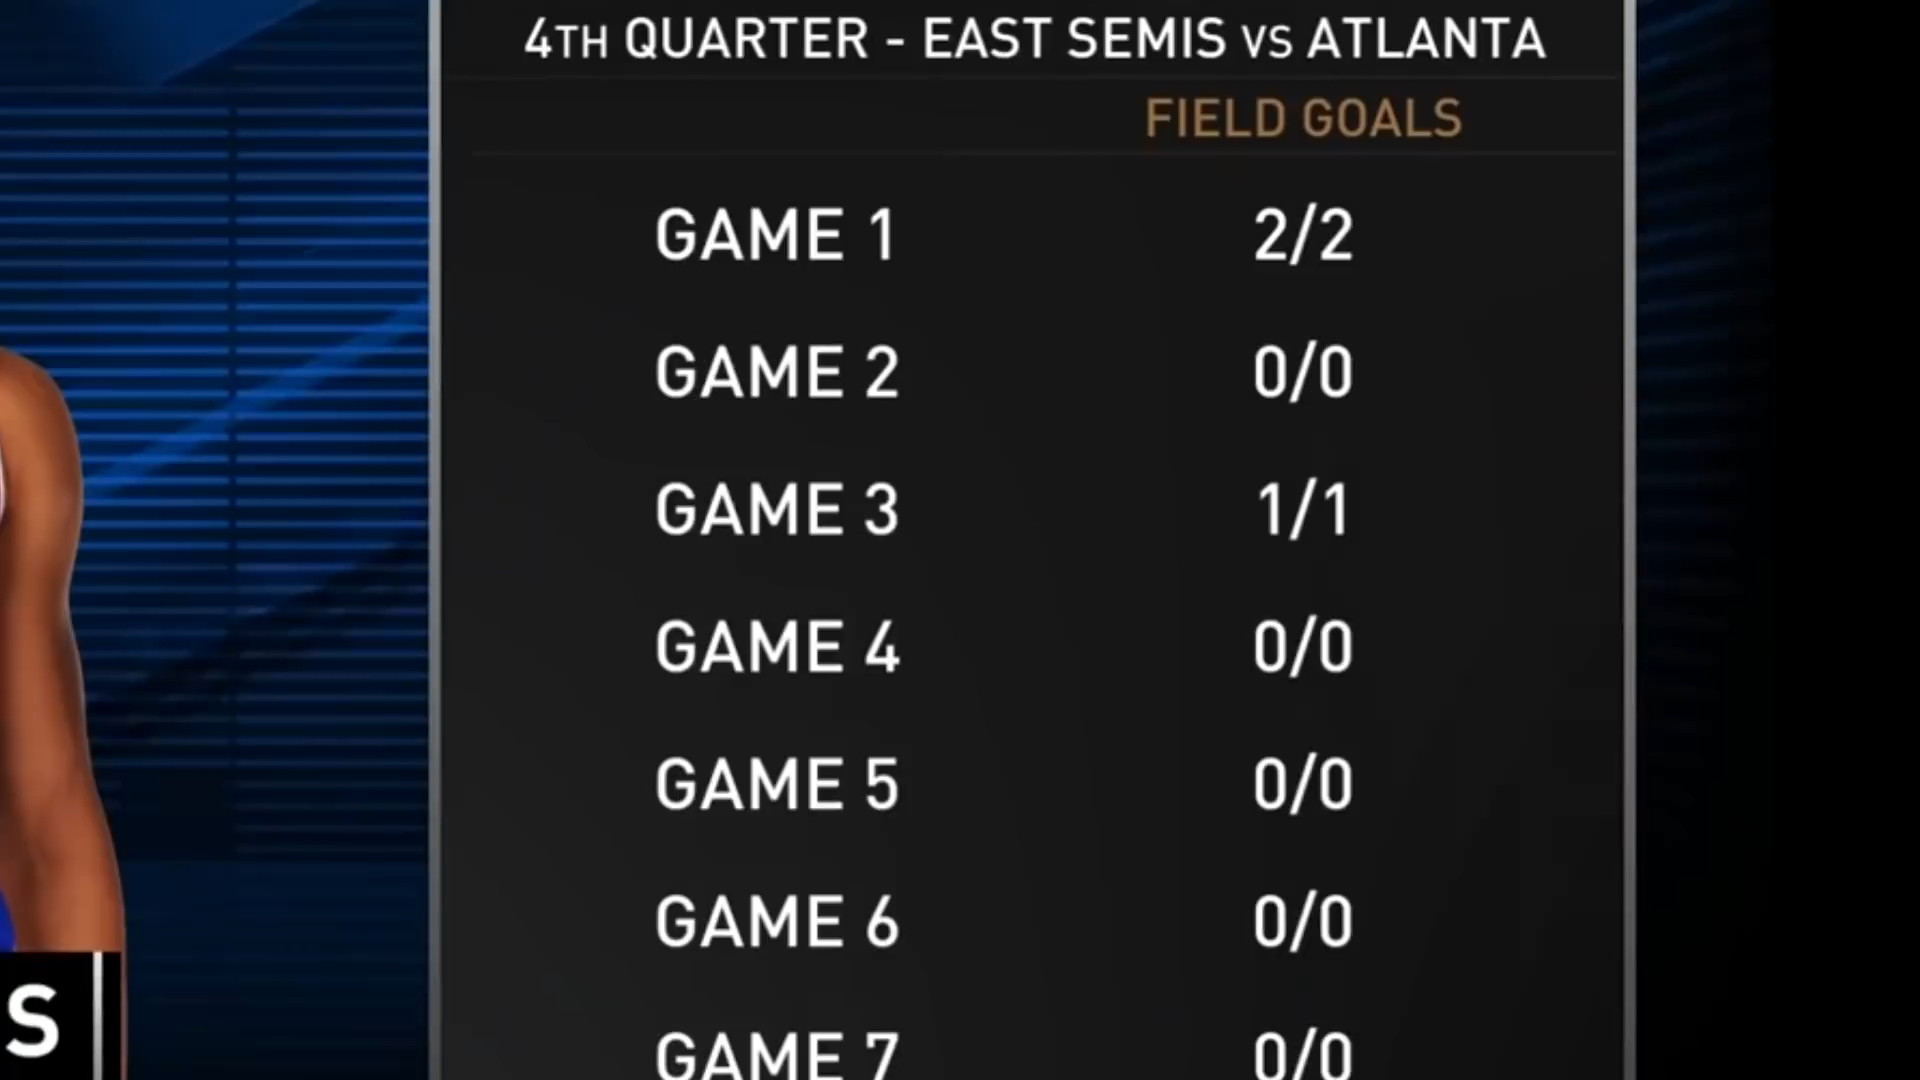 4TH QUARTER - EAST SEMIS VS ATLANTA
FIELD GOALS
GAME 1 2/2
GAME 2 0/0
GAME 3 1/1
GAME 4 0/0
GAME 5 0/0
GAME 6 0/0
GAME 7 0/0
S